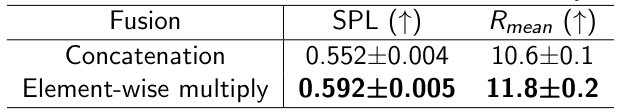 Fusion SPL (↑) R_mean (↑)
Concatenation 0.552±0.004 10.6±0.1
Element-wise multiply 0.592±0.005 11.8±0.2